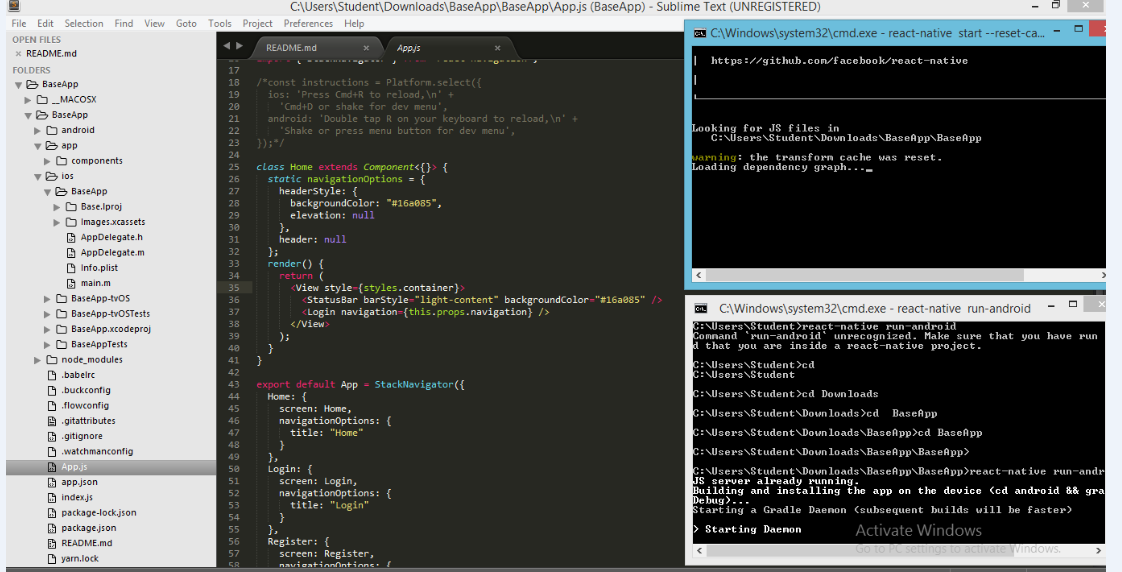 C:\Users\Student\Downloads\BaseApp\BaseApp\App.js (BaseApp) - Sublime Text (UNREGISTERED)
File Edit Selection Find View Goto Tools Project Preferences Help
OPEN FILES
× README.md
FOLDERS
BaseApp
__MACOSX
BaseApp
android
app
components
ios
BaseApp
Base.lproj
Images.xcassets
AppDelegate.h
AppDelegate.m
Info.plist
main.m
BaseApp-tvOS
BaseApp-tvOSTests
BaseApp.xcodeproj
BaseAppTests
node_modules
.babelrc
.buckconfig
.flowconfig
.gitattributes
.gitignore
.watchmanconfig
App.js
app.json
index.js
package-lock.json
package.json
README.md
yarn.lock
README.md ×
App.js ×
17
18 /*const instructions = Platform.select({
19 ios: 'Press Cmd+R to reload,\n' +
20 'Cmd+D or shake for dev menu',
21 android: 'Double tap R on your keyboard to reload,\n' +
22 'Shake or press menu button for dev menu',
23 });*/
24
25 class Home extends Component<{}> {
26 static navigationOptions = {
27 headerStyle: {
28 backgroundColor: "#16a085",
29 elevation: null
30 },
31 header: null
32 };
33 render() {
34 return (
35 <View style={styles.container}>
36 <StatusBar barStyle="light-content" backgroundColor="#16a085" />
37 <Login navigation={this.props.navigation} />
38 </View>
39 );
40 }
41 }
42
43 export default App = StackNavigator({
44 Home: {
45 screen: Home,
46 navigationOptions: {
47 title: "Home"
48 }
49 },
50 Login: {
51 screen: Login,
52 navigationOptions: {
53 title: "Login"
54 }
55 },
56 Register: {
57 screen: Register,
58 navigationOptions: {
C:\Windows\system32\cmd.exe - react-native start --reset-ca...
https://github.com/facebook/react-native
Looking for JS files in
C:\Users\Student\Downloads\BaseApp\BaseApp
warning: the transform cache was reset.
Loading dependency graph..._
C:\Windows\system32\cmd.exe - react-native run-android
C:\Users\Student>react-native run-android
Command `run-android` unrecognized. Make sure that you have run
d that you are inside a react-native project.
C:\Users\Student>cd
C:\Users\Student
C:\Users\Student>cd Downloads
C:\Users\Student\Downloads>cd BaseApp
C:\Users\Student\Downloads\BaseApp>cd BaseApp
C:\Users\Student\Downloads\BaseApp\BaseApp>
C:\Users\Student\Downloads\BaseApp\BaseApp>react-native run-andr
JS server already running.
Building and installing the app on the device (cd android && gra
Debug)...
Starting a Gradle Daemon (subsequent builds will be faster)
> Starting Daemon
Activate Windows
Go to PC settings to activate Windows.